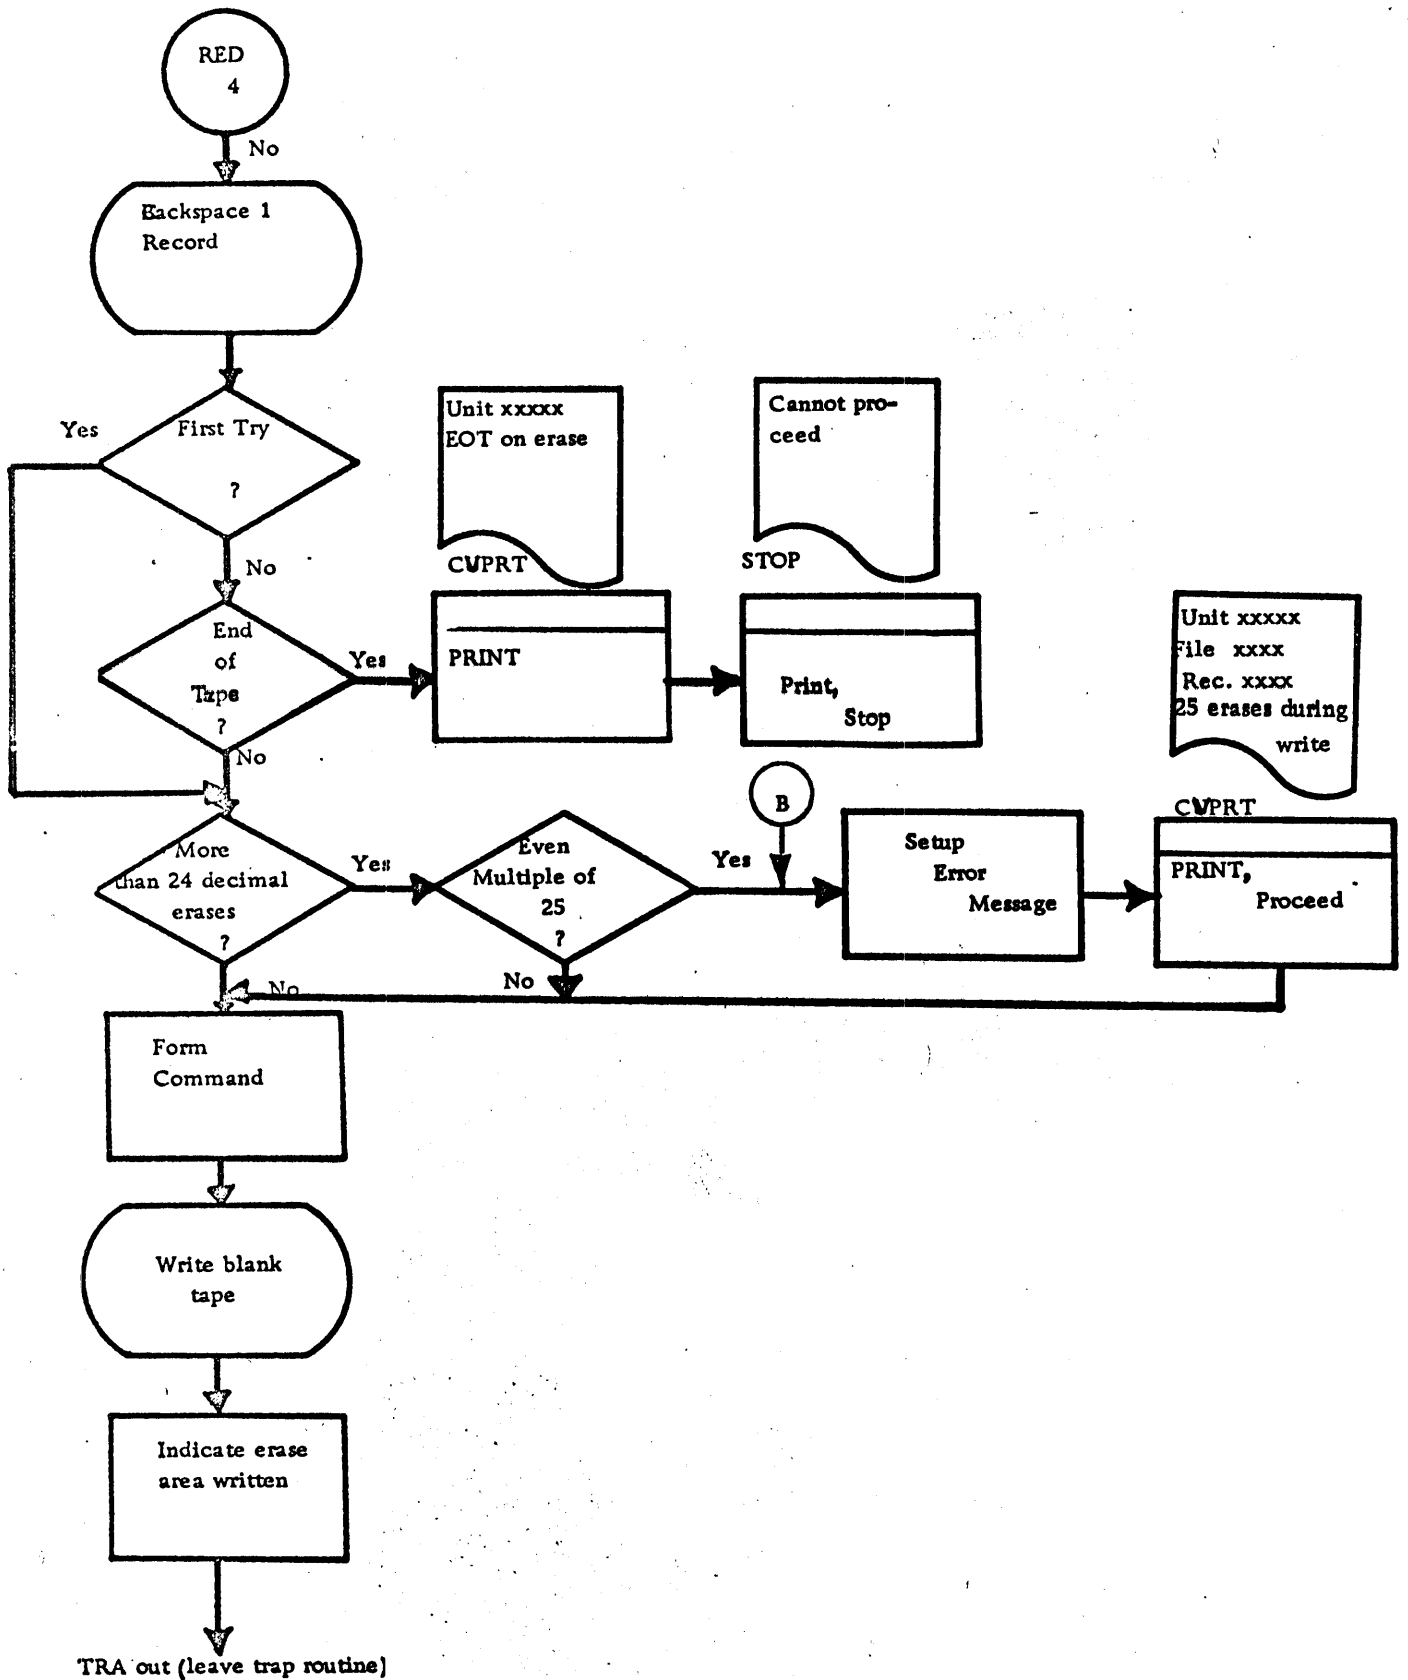 RED
4
No
Backspace 1
Record
Yes
First Try
?
No
Unit xxxxx
EOT on erase
CWPRT
Cannot pro-
ceed
STOP
End
of
Tape
?
Yes
PRINT
Print,
Stop
No
Unit xxxxx
File xxxx
Rec. xxxx
25 erases during
write
CWPRT
More
than 24 decimal
erases
?
Yes
Even
Multiple of
25
?
Yes
B
Setup
Error
Message
PRINT,
Proceed
No
No
Form
Command
Write blank
tape
Indicate erase
area written
TRA out (leave trap routine)